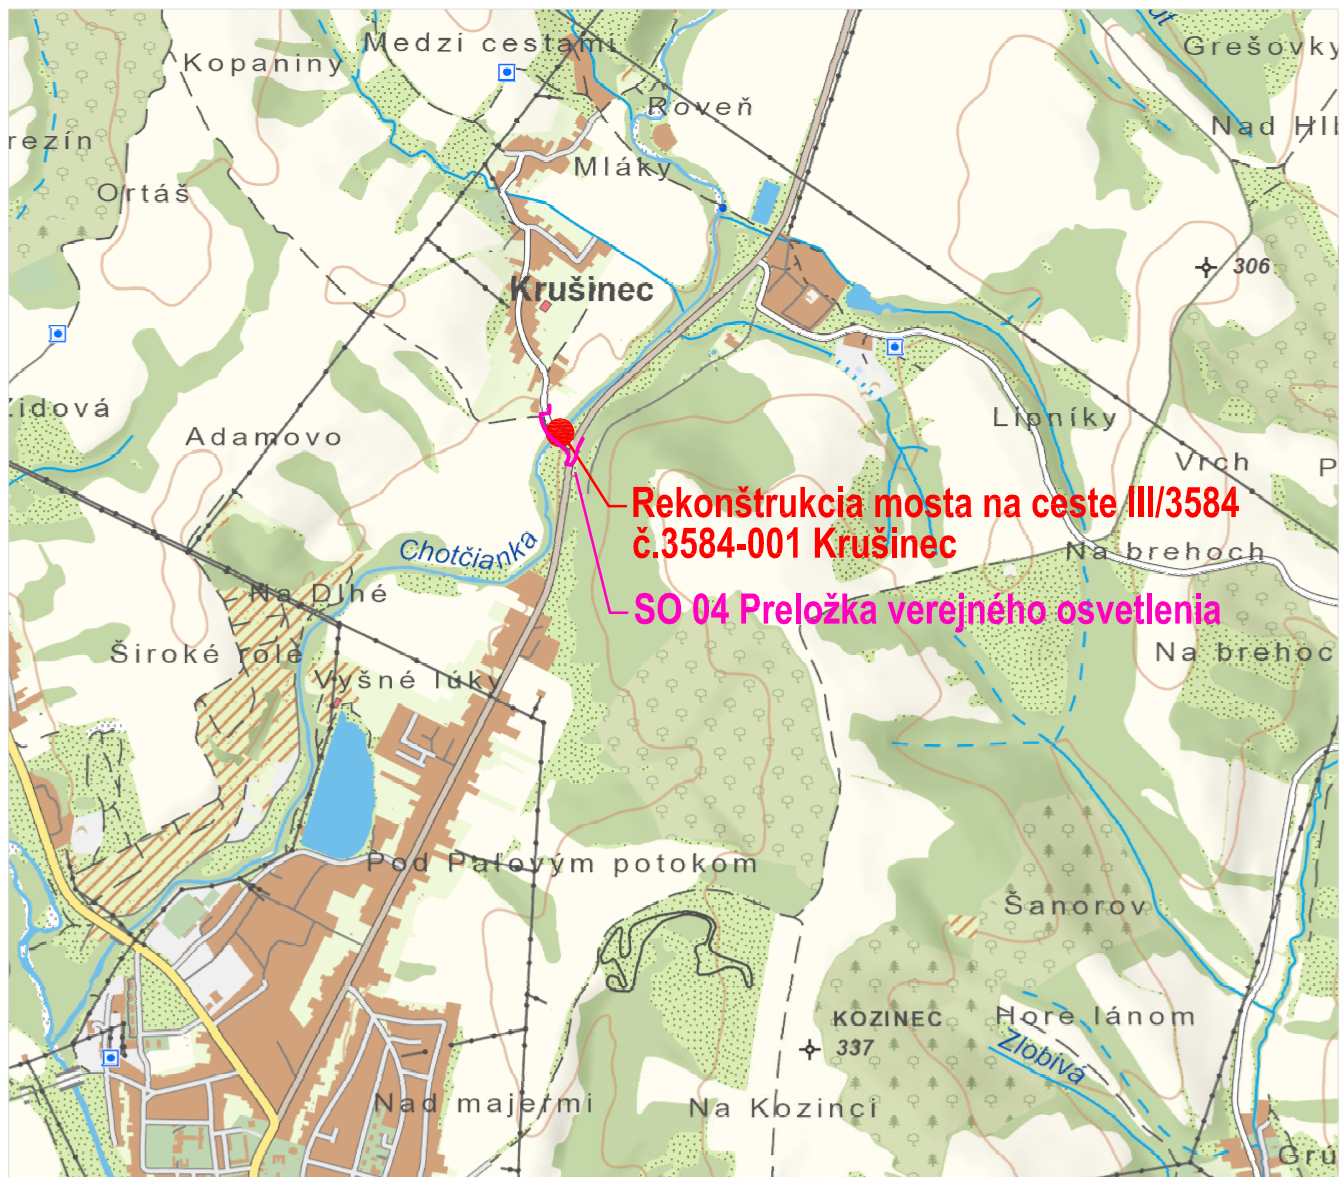 Medzi cestami
Grešovky
Kopaniny
Roveň
Nad Hlb
rezín
Mláky
Ortáš
306
Krušinec
Židová
Adamovo
Lipníky
Vrch
P
Rekonštrukcia mosta na ceste III/3584
č.3584-001 Krušinec
Chotčianka
Na brehoch
Na Dlhé
SO 04 Preložka verejného osvetlenia
Široké role
Na brehoc
Vyšné lúky
Pod Paľovým potokom
Šanorov
KOZINEC
337
Hore lánom
Zlobivá
Nad majermi
Na Kozinci
Gru